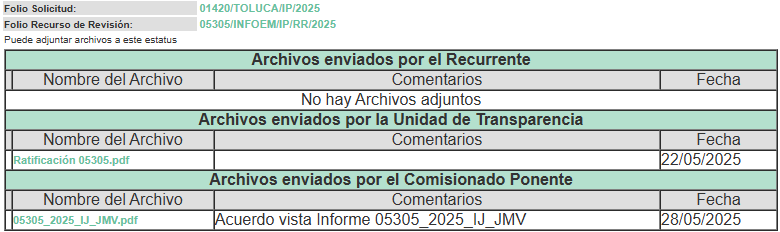 Folio Solicitud: 01420/TOLUCA/IP/2025
Folio Recurso de Revisión: 05305/INFOEM/IP/RR/2025
Puede adjuntar archivos a este estatus
Archivos enviados por el Recurrente
Nombre del Archivo Comentarios Fecha
No hay Archivos adjuntos
Archivos enviados por la Unidad de Transparencia
Nombre del Archivo Comentarios Fecha
Ratificación 05305.pdf 22/05/2025
Archivos enviados por el Comisionado Ponente
Nombre del Archivo Comentarios Fecha
05305_2025_IJ_JMV.pdf Acuerdo vista Informe 05305_2025_IJ_JMV 28/05/2025